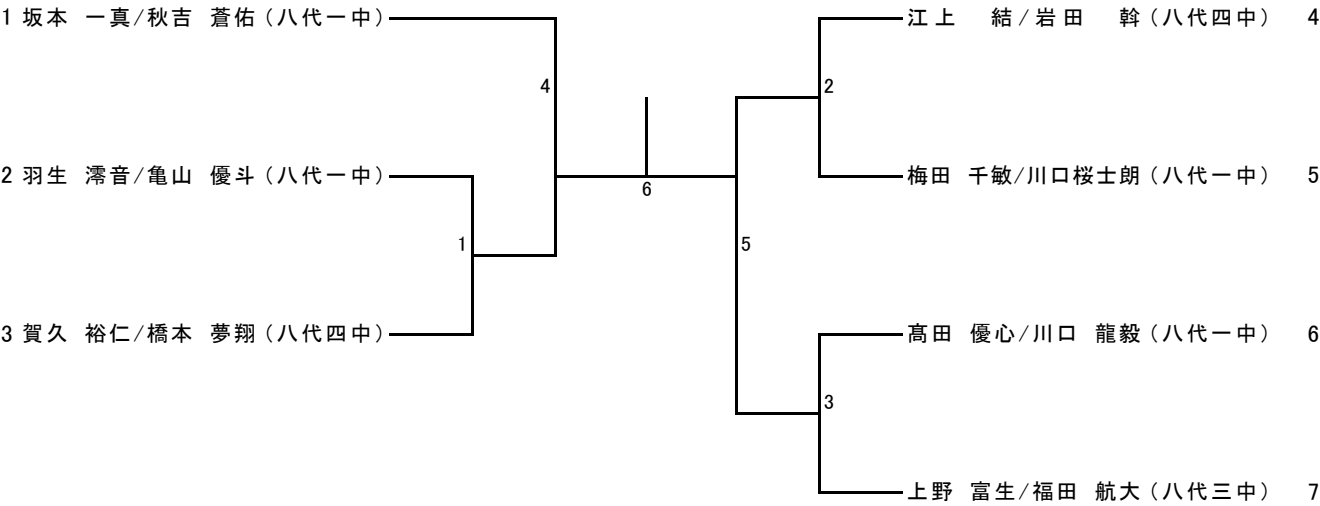 1 坂本 一真/秋吉 蒼佑(八代一中)
4
2 羽生 澪音/亀山 優斗(八代一中)
1
3 賀久 裕仁/橋本 夢翔(八代四中)
6
江上 結/岩田 幹(八代四中) 4
2
梅田 千敏/川口桜士朗(八代一中) 5
5
髙田 優心/川口 龍毅(八代一中) 6
3
上野 富生/福田 航大(八代三中) 7